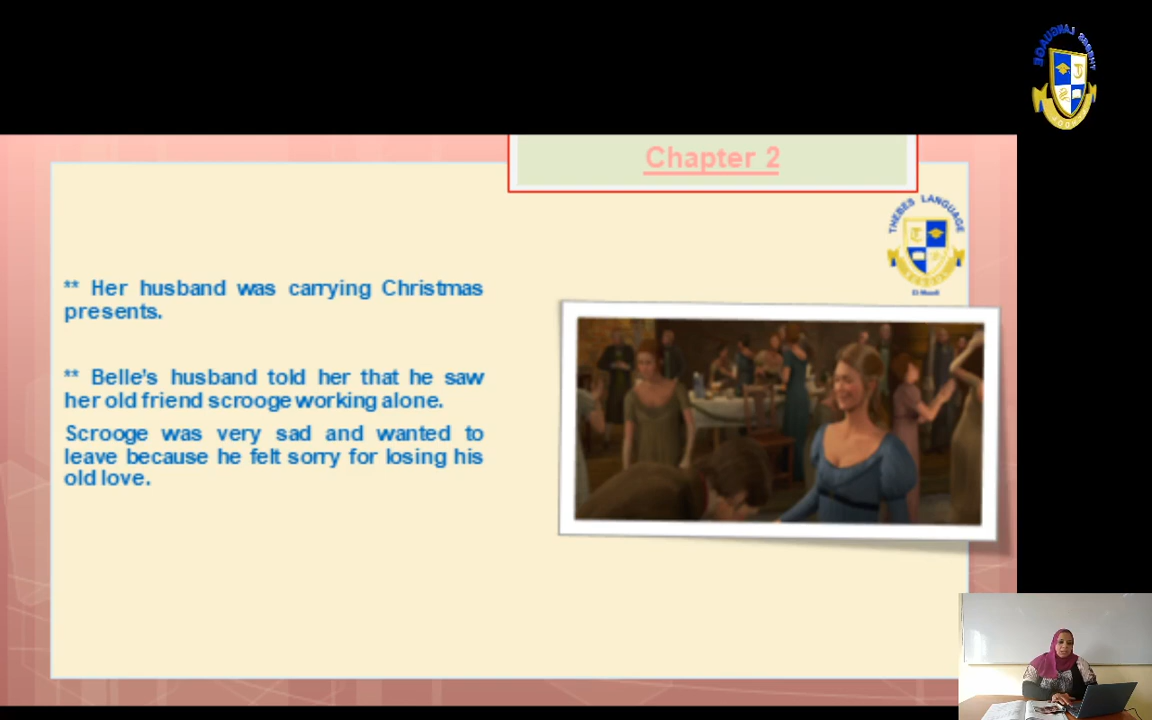 Chapter 2
THEBES LANGUAGE
** Her husband was carrying Christmas
presents.
** Belle's husband told her that he saw
her old friend scrooge working alone.
Scrooge was very sad and wanted to
leave because he felt sorry for losing his
old love.